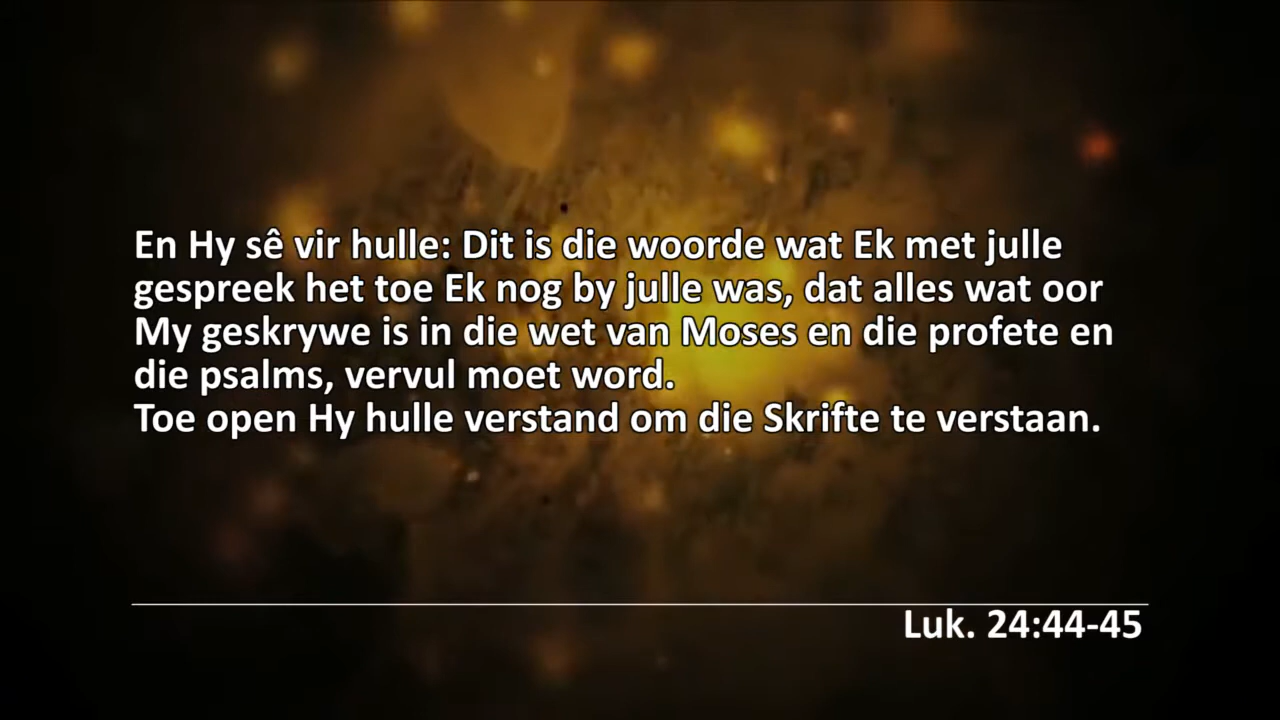 En Hy sê vir hulle: Dit is die woorde wat Ek met julle
gespreek het toe Ek nog by julle was, dat alles wat oor
My geskrywe is in die wet van Moses en die profete en
die psalms, vervul moet word.
Toe open Hy hulle verstand om die Skrifte te verstaan.
Luk. 24:44-45